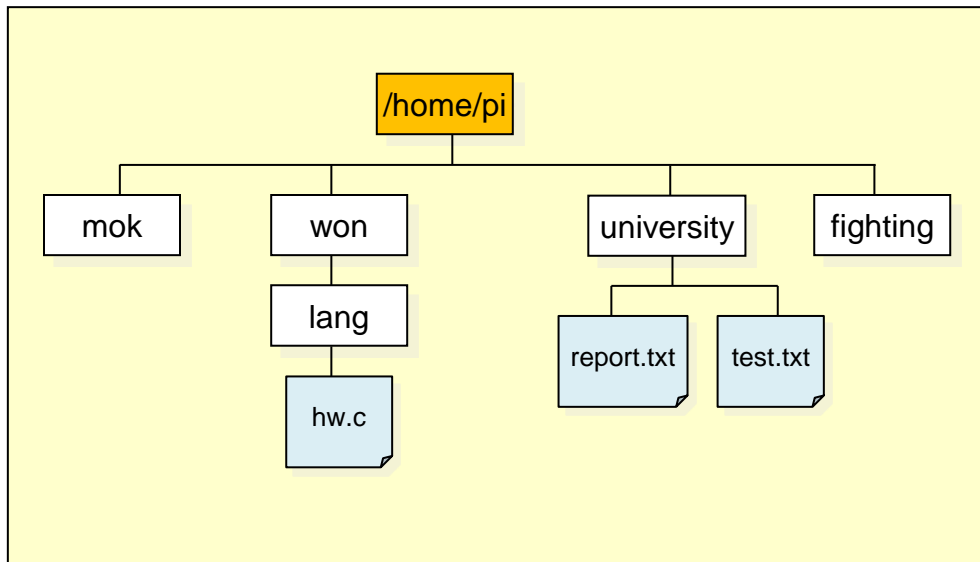 /home/pi
mok
won
university
fighting
lang
report.txt
test.txt
hw.c